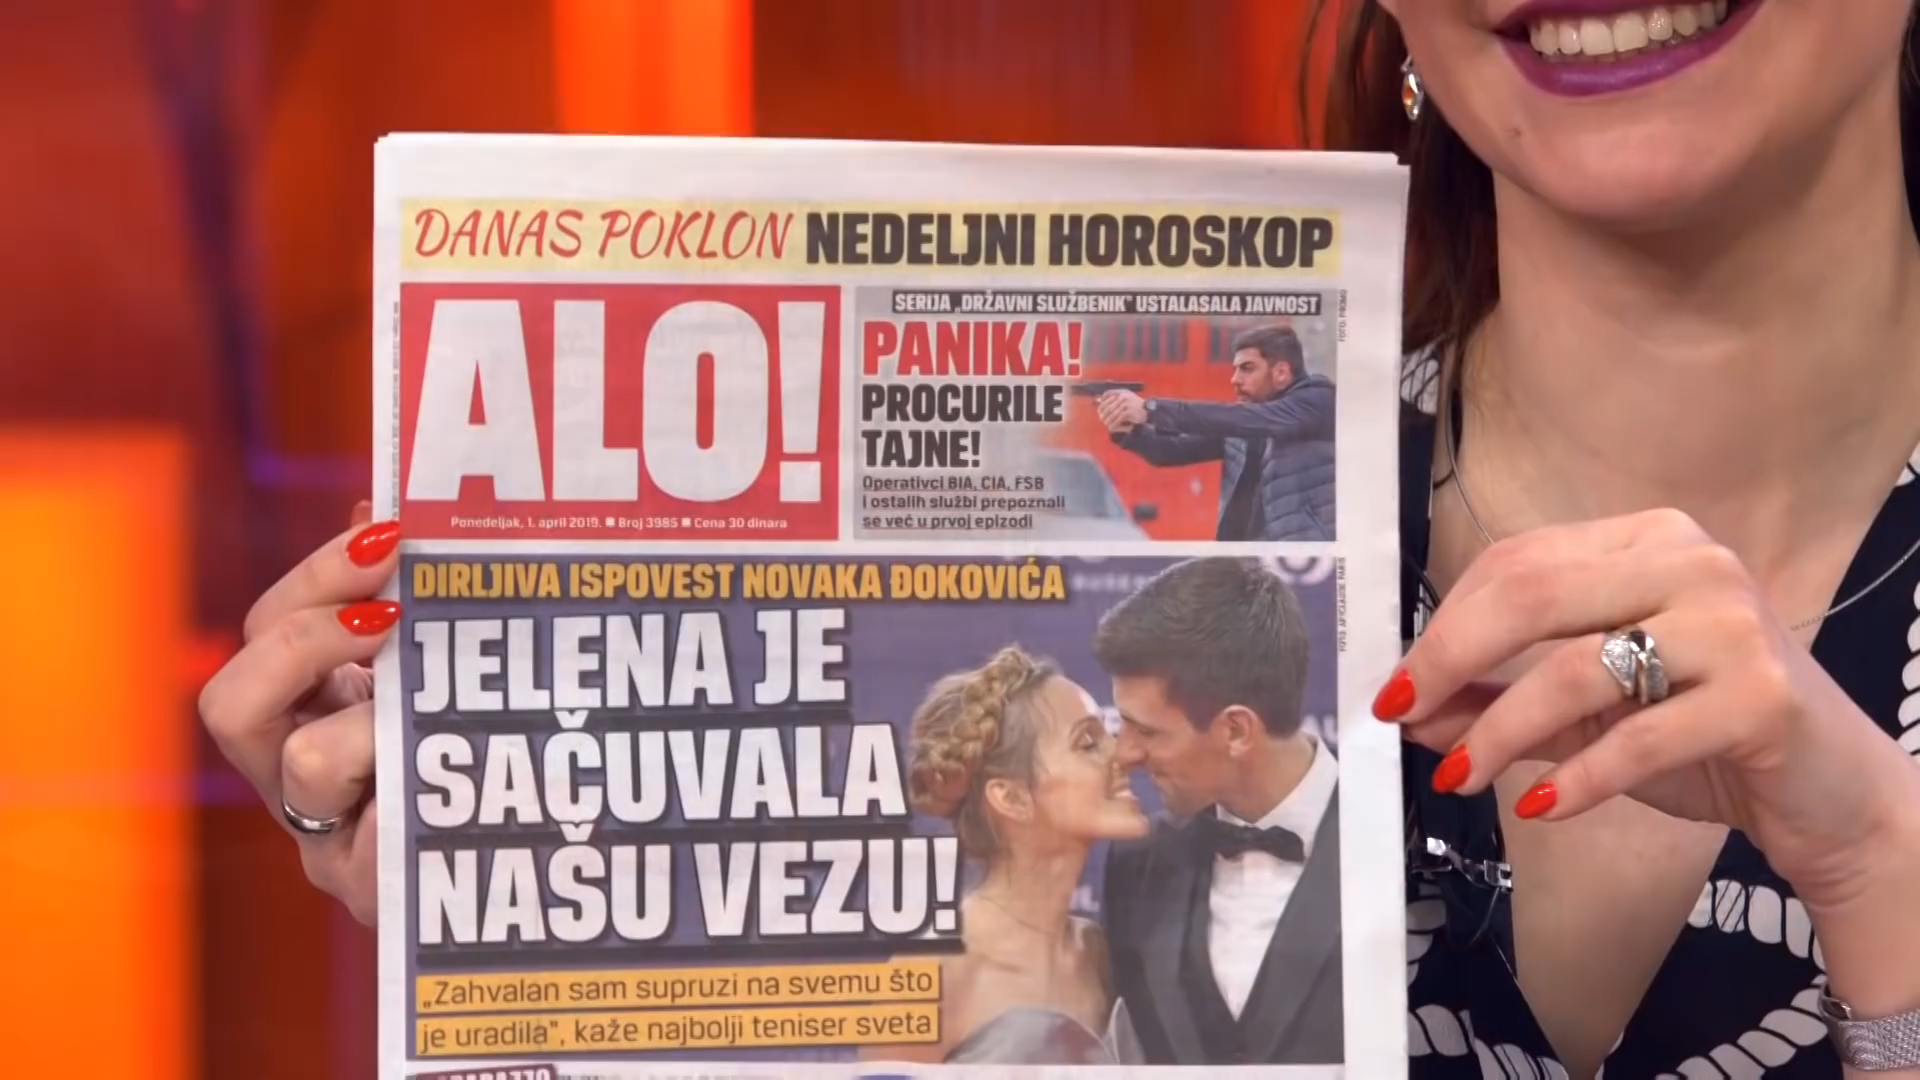 DANAS POKLON NEDELJNI HOROSKOP
ALO!
Ponedeljak, 1. april 2019. ■ Broj 3985 ■ Cena 30 dinara
SERIJA „DRŽAVNI SLUŽBENIK“ USTALASALA JAVNOST
PANIKA!
PROCURILE
TAJNE!
Operativci BIA, CIA, FSB
i ostalih službi prepoznali
se već u prvoj epizodi
DIRLJIVA ISPOVEST NOVAKA ĐOKOVIĆA
JELENA JE
SAČUVALA
NAŠU VEZU!
„Zahvalan sam supruzi na svemu što
je uradila”, kaže najbolji teniser sveta